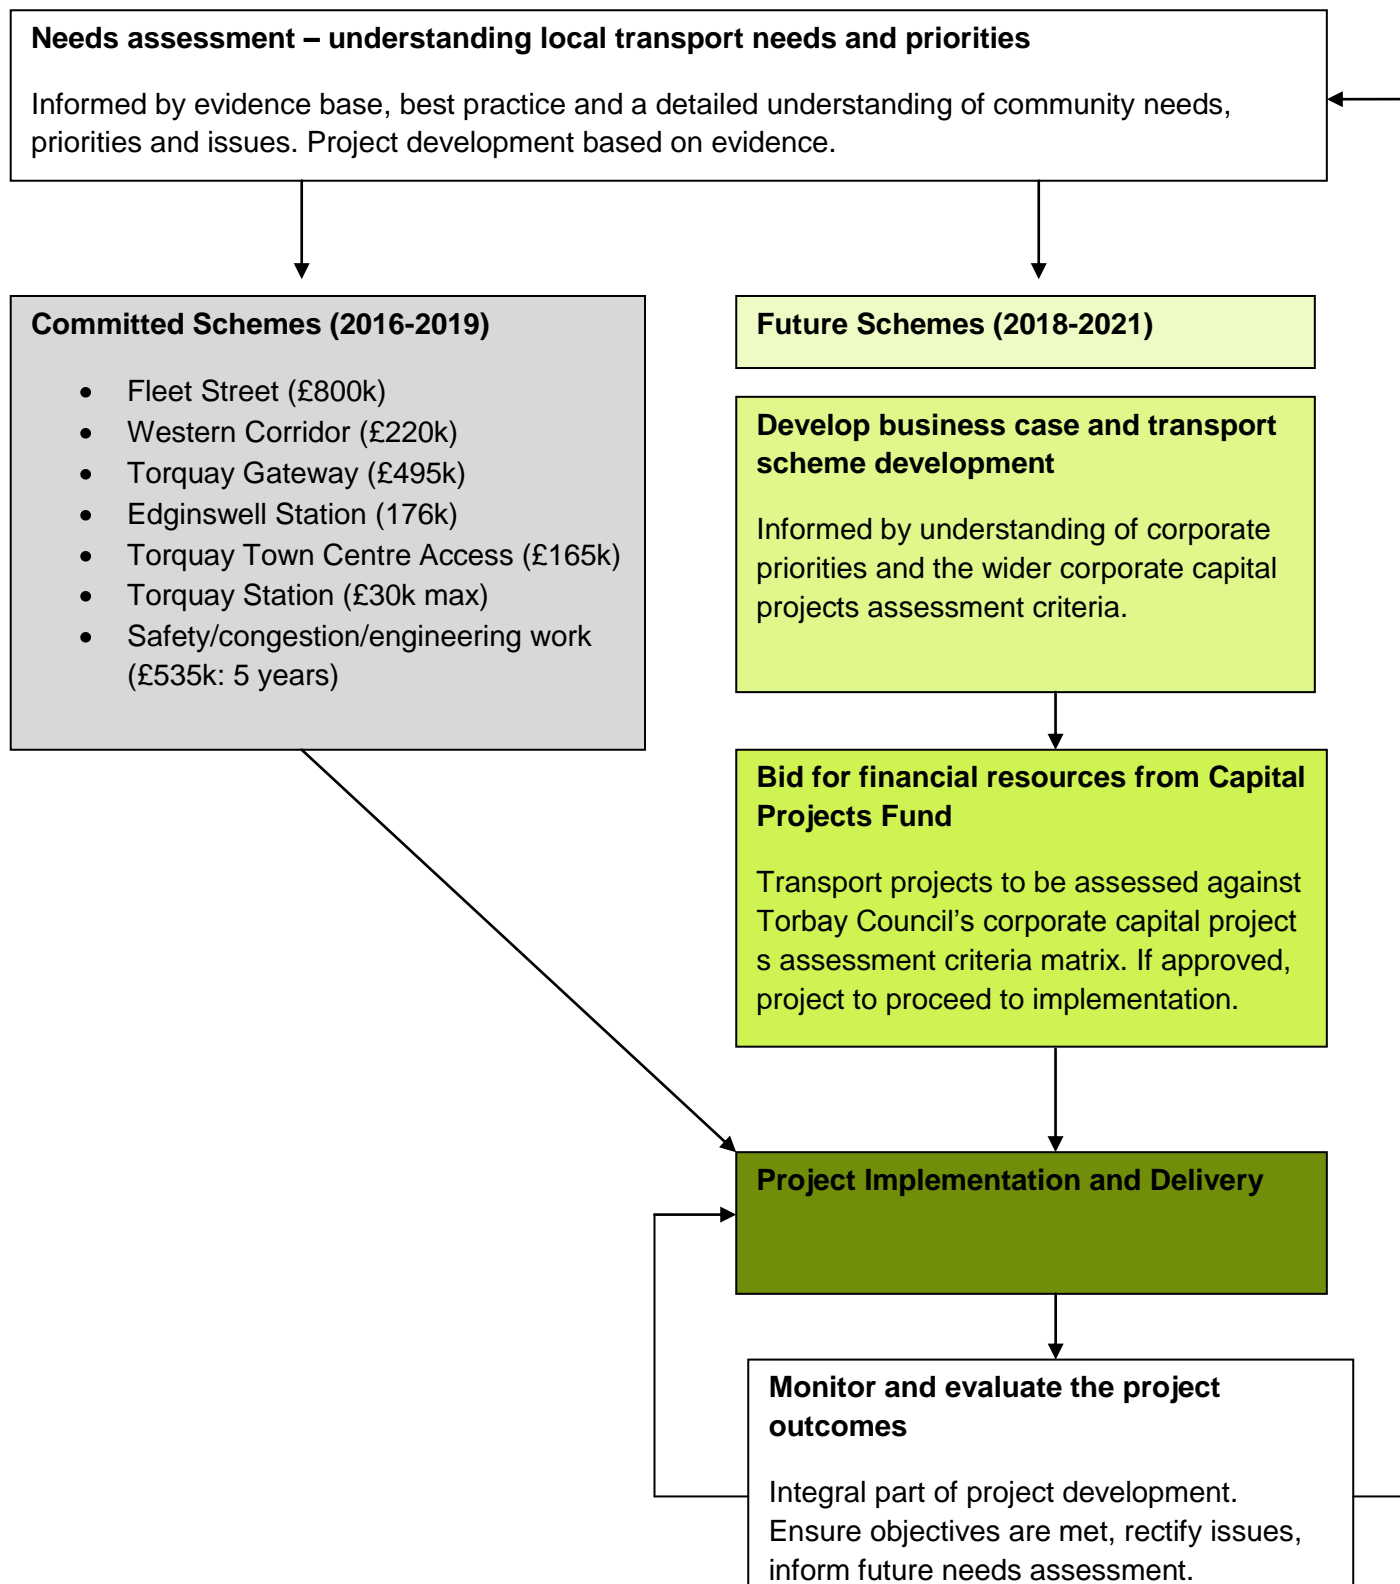 Needs assessment – understanding local transport needs and priorities
Informed by evidence base, best practice and a detailed understanding of community needs,
priorities and issues. Project development based on evidence.
Committed Schemes (2016-2019)
• Fleet Street (£800k)
• Western Corridor (£220k)
• Torquay Gateway (£495k)
• Edginswell Station (176k)
• Torquay Town Centre Access (£165k)
• Torquay Station (£30k max)
• Safety/congestion/engineering work
(£535k: 5 years)
Future Schemes (2018-2021)
Develop business case and transport
scheme development
Informed by understanding of corporate
priorities and the wider corporate capital
projects assessment criteria.
Bid for financial resources from Capital
Projects Fund
Transport projects to be assessed against
Torbay Council’s corporate capital project
s assessment criteria matrix. If approved,
project to proceed to implementation.
Project Implementation and Delivery
Monitor and evaluate the project
outcomes
Integral part of project development.
Ensure objectives are met, rectify issues,
inform future needs assessment.